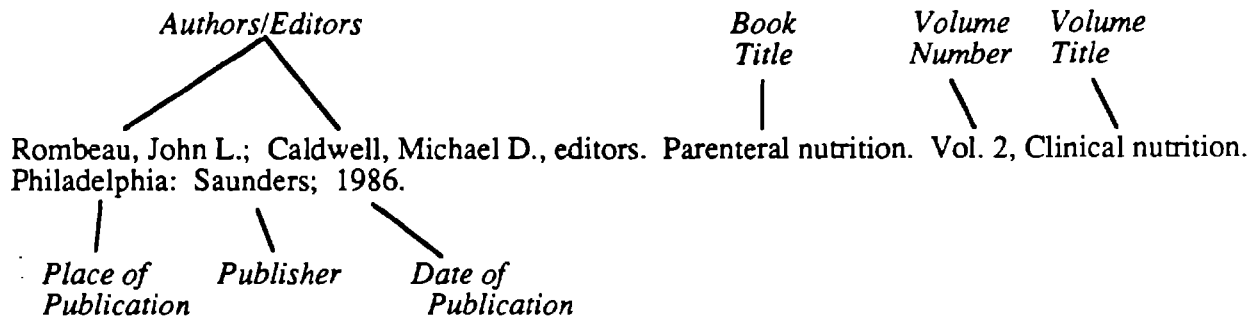 Authors/Editors
Book Title
Volume Number
Volume Title
Rombeau, John L.; Caldwell, Michael D., editors. Parenteral nutrition. Vol. 2, Clinical nutrition.
Philadelphia: Saunders; 1986.
Place of Publication
Publisher
Date of Publication